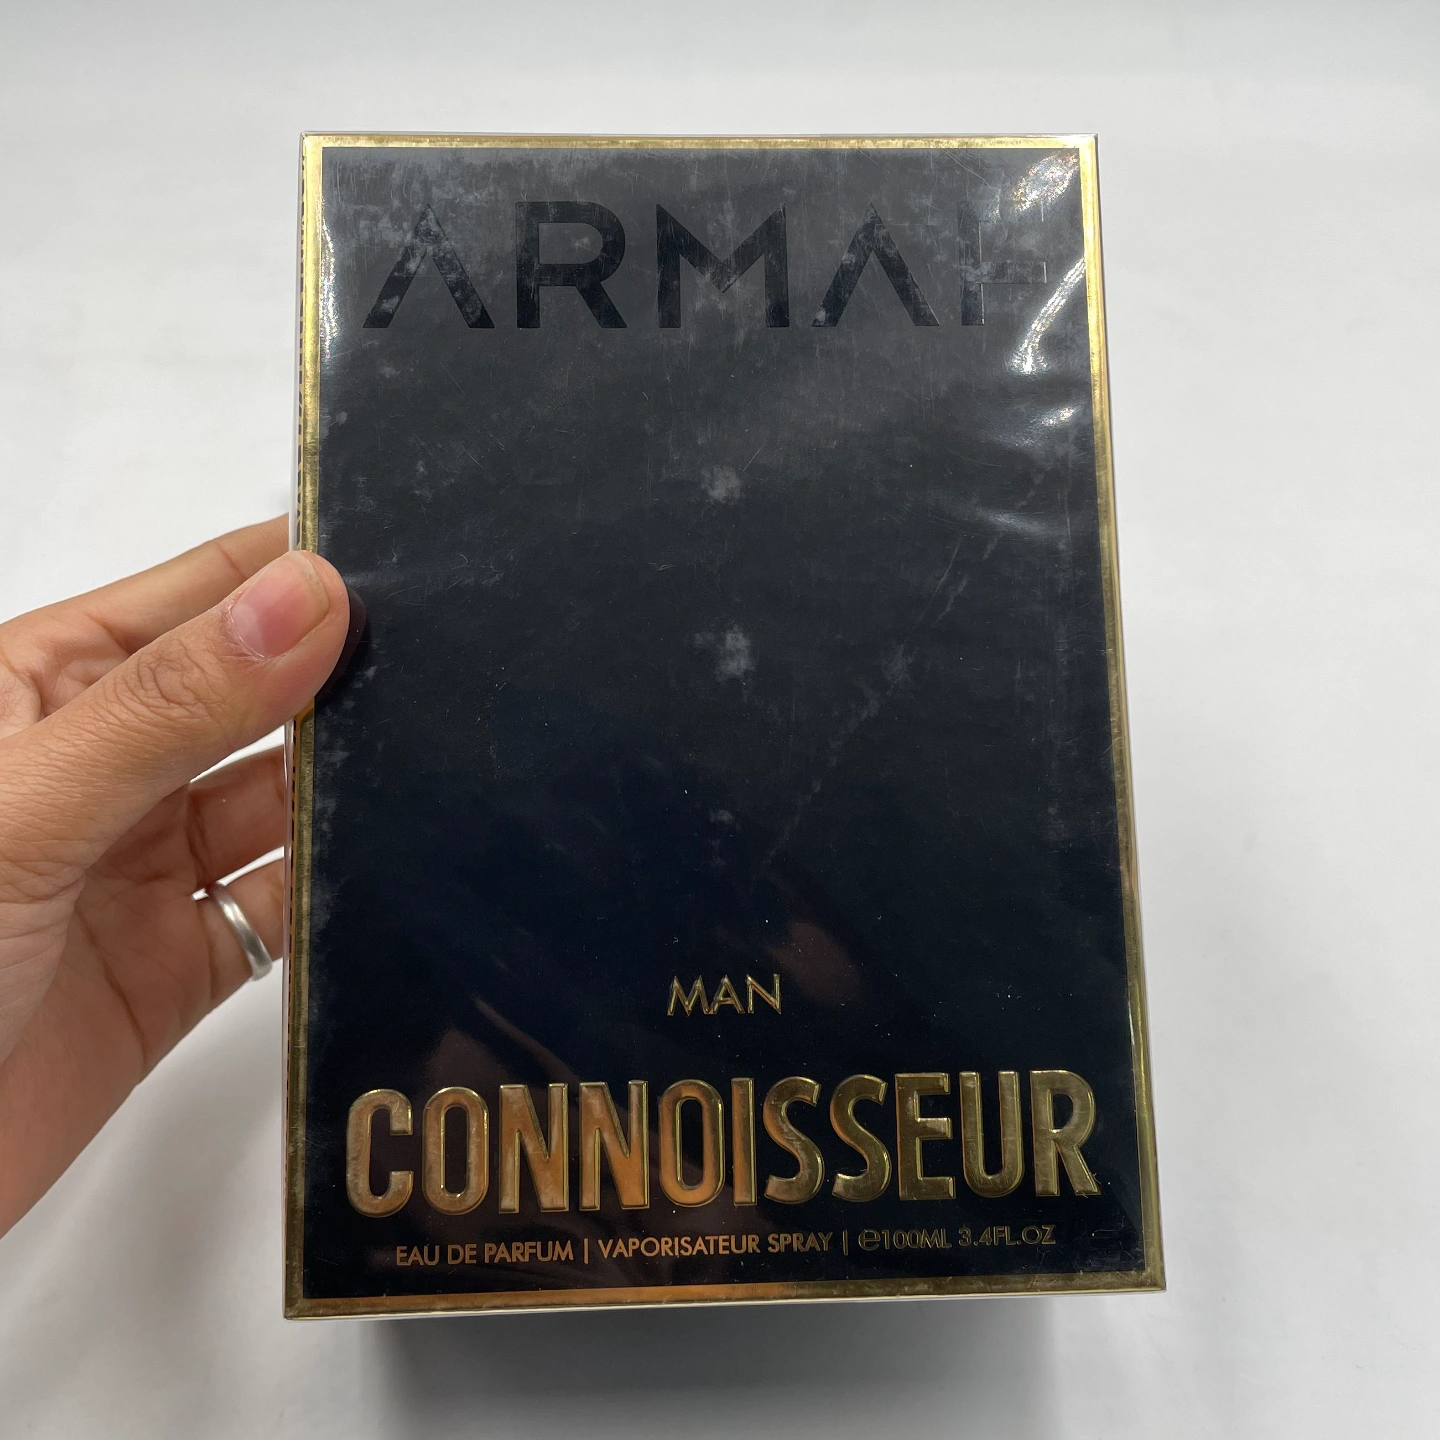 ARMAF
MAN
CONNOISSEUR
EAU DE PARFUM | VAPORISATEUR SPRAY | ℮100ML 3.4FL.OZ